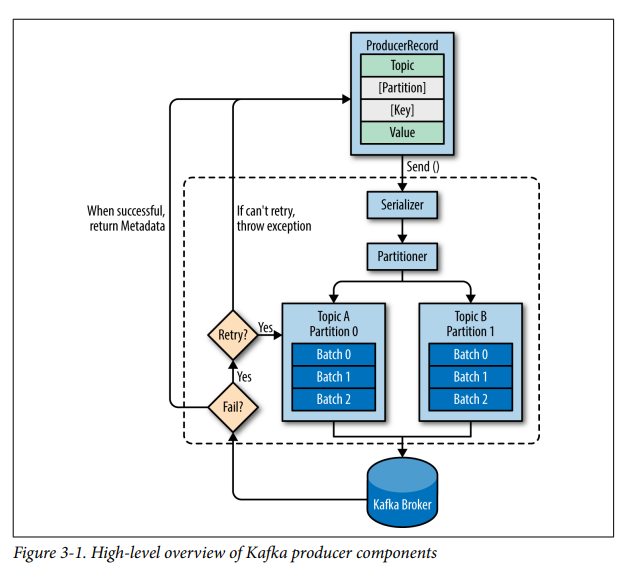 ProducerRecord
Topic
[Partition]
[Key]
Value
Send ()
When successful,
return Metadata
If can't retry,
throw exception
Serializer
Partitioner
Topic A
Partition 0
Batch 0
Batch 1
Batch 2
Topic B
Partition 1
Batch 0
Batch 1
Batch 2
Retry?
Yes
Yes
Fail?
Kafka Broker
Figure 3-1. High-level overview of Kafka producer components